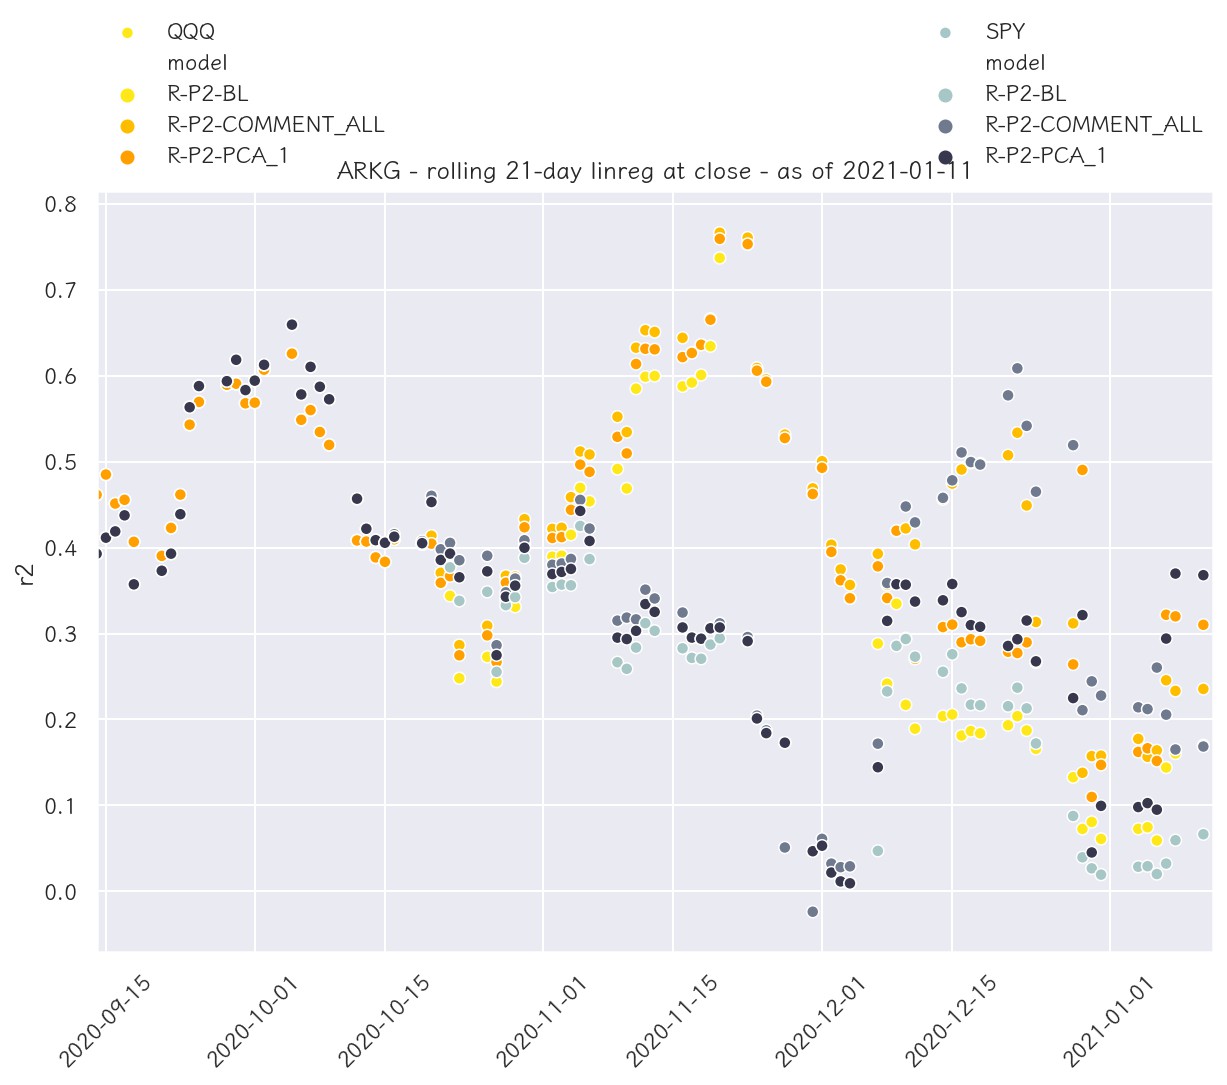 QQQ
model
R-P2-BL
R-P2-COMMENT_ALL
R-P2-PCA_1
SPY
model
R-P2-BL
R-P2-COMMENT_ALL
R-P2-PCA_1
ARKG - rolling 21-day linreg at close - as of 2021-01-11
0.8
0.7
0.6
0.5
0.4
0.3
0.2
0.1
0.0
r2
2020-09-15
2020-10-01
2020-10-15
2020-11-01
2020-11-15
2020-12-01
2020-12-15
2021-01-01